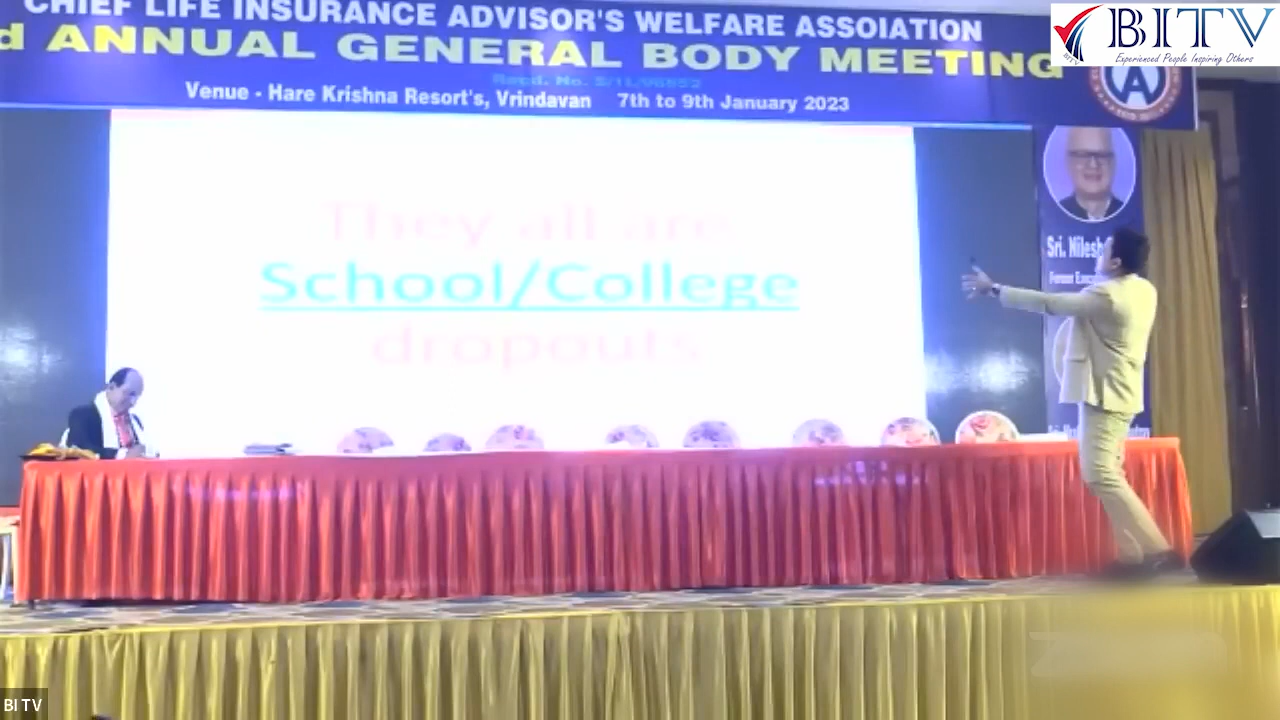 CHIEF LIFE INSURANCE ADVISOR'S WELFARE ASSOIATION
d ANNUAL GENERAL BODY MEETING
Venue - Hare Krishna Resort's, Vrindavan 7th to 9th January 2023
BITV
Experienced People Inspiring Others
They all are
School/College
dropouts
Sri. Nilesh
BI TV